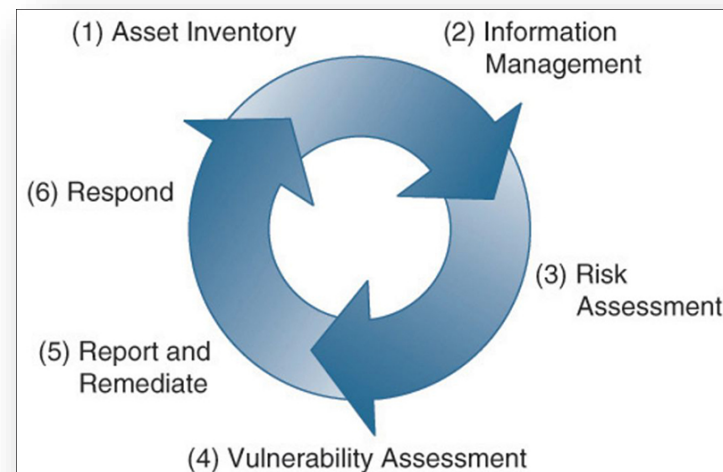 (1) Asset Inventory
(2) Information
Management
(3) Risk
Assessment
(4) Vulnerability Assessment
(5) Report and
Remediate
(6) Respond